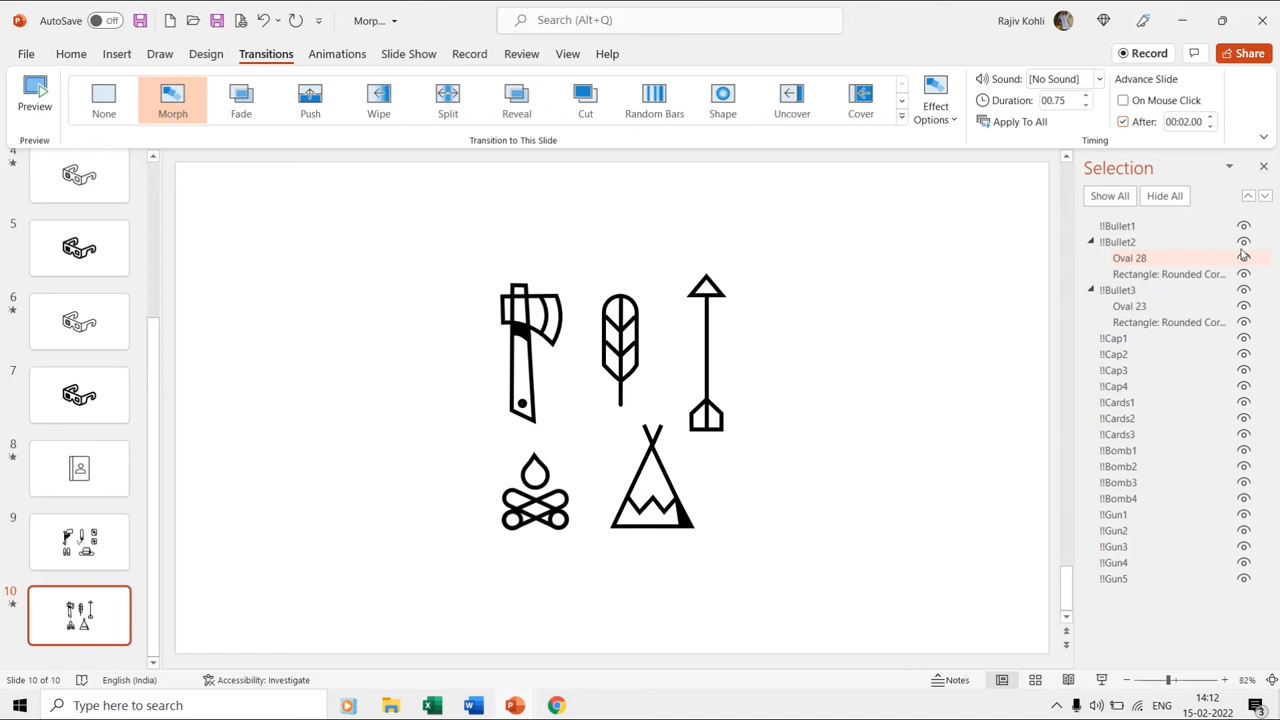 AutoSave Off Morp... Search (Alt+Q) Rajiv Kohli
File Home Insert Draw Design Transitions Animations Slide Show Record Review View Help Record Share
Preview
None Morph Fade Push Wipe Split Reveal Cut Random Bars Shape Uncover Cover
Effect
Options
Sound: [No Sound]
Duration: 00.75
Apply To All
Advance Slide
On Mouse Click
After: 00:02.00
Preview Transition to This Slide Timing
4
5
6
7
8
9
10
Selection
Show All Hide All
!!Bullet1
!!Bullet2
Oval 28
Rectangle: Rounded Cor...
!!Bullet3
Oval 23
Rectangle: Rounded Cor...
!!Cap1
!!Cap2
!!Cap3
!!Cap4
!!Cards1
!!Cards2
!!Cards3
!!Bomb1
!!Bomb2
!!Bomb3
!!Bomb4
!!Gun1
!!Gun2
!!Gun3
!!Gun4
!!Gun5
Slide 10 of 10 English (India) Accessibility: Investigate Notes 82%
Type here to search ENG 14:12
15-02-2022 3